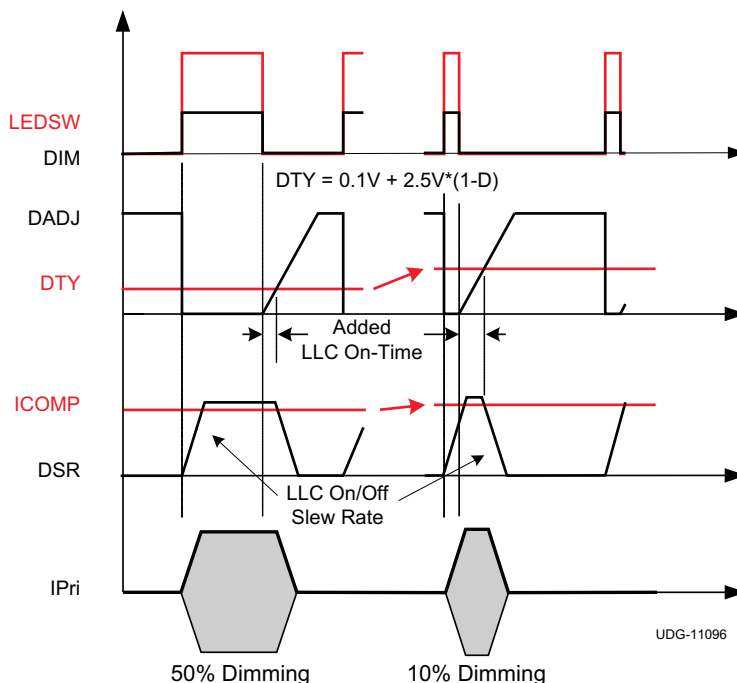 LEDSW
DIM
DTY = 0.1V + 2.5V*(1-D)
DADJ
DTY
Added
LLC On-Time
ICOMP
DSR
LLC On/Off
Slew Rate
IPri
UDG-11096
50% Dimming
10% Dimming